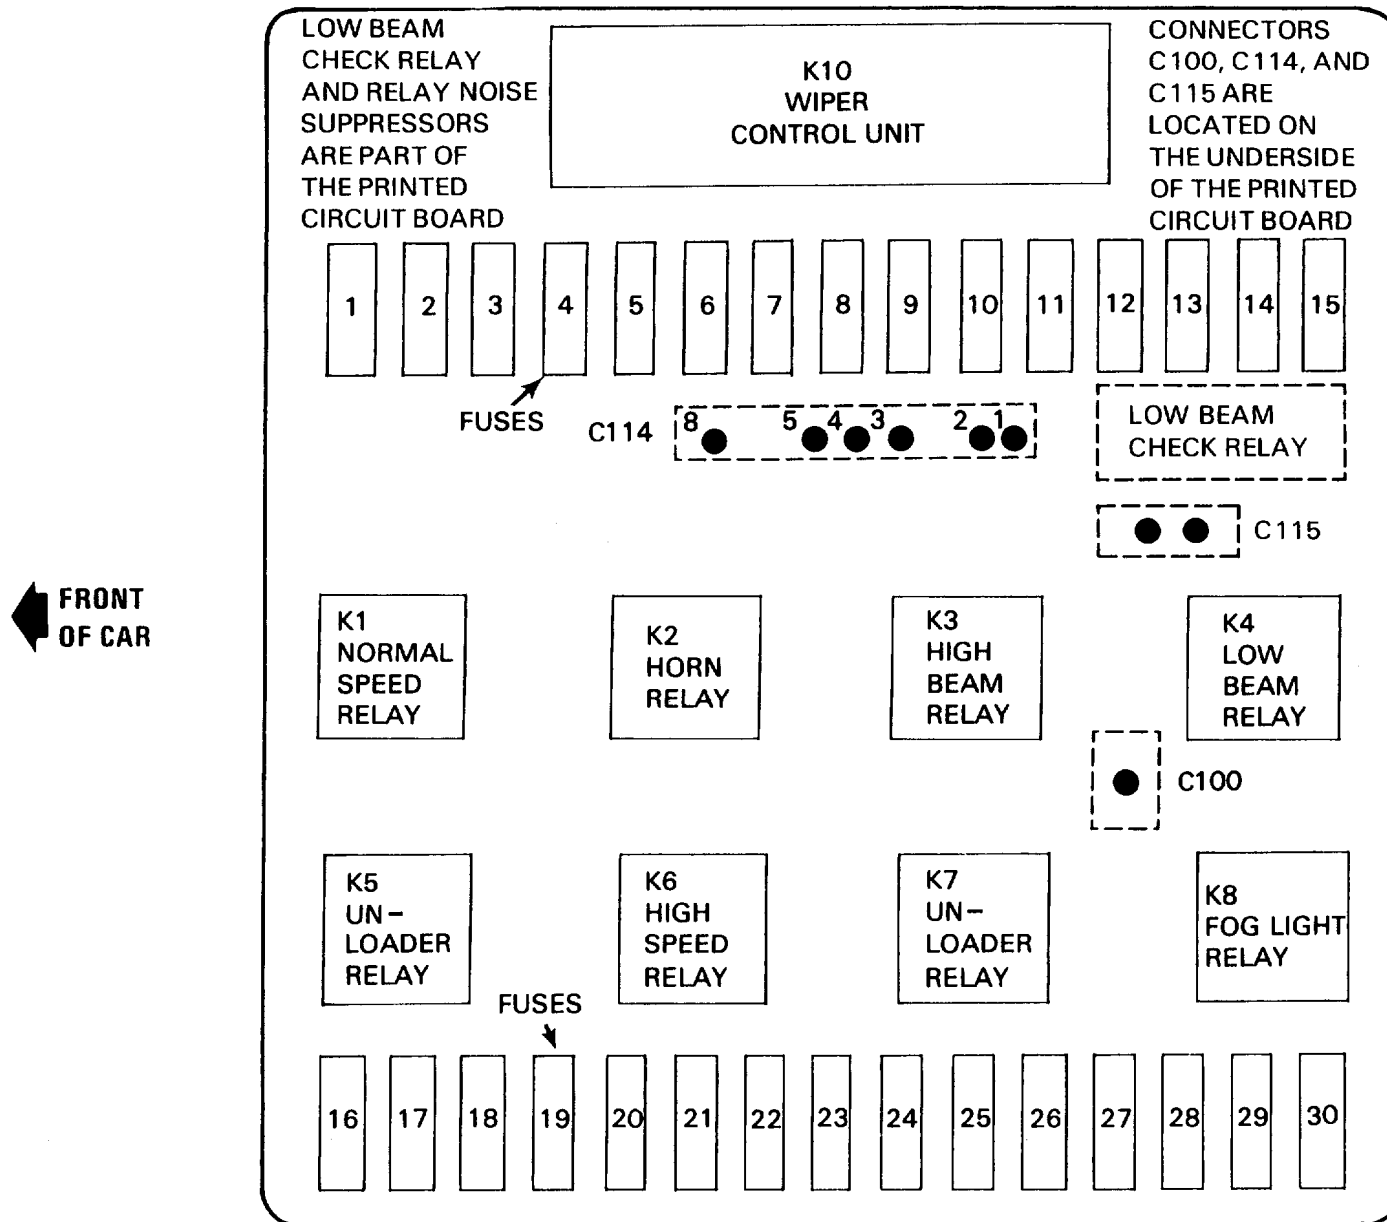 LOW BEAM
CHECK RELAY
AND RELAY NOISE
SUPPRESSORS
ARE PART OF
THE PRINTED
CIRCUIT BOARD
K10
WIPER
CONTROL UNIT
CONNECTORS
C100, C114, AND
C115 ARE
LOCATED ON
THE UNDERSIDE
OF THE PRINTED
CIRCUIT BOARD
1 2 3 4 5 6 7 8 9 10 11 12 13 14 15
FUSES
C114
8 5 4 3 2 1
LOW BEAM
CHECK RELAY
C115
FRONT
OF CAR
K1
NORMAL
SPEED
RELAY
K2
HORN
RELAY
K3
HIGH
BEAM
RELAY
K4
LOW
BEAM
RELAY
C100
K5
UN-
LOADER
RELAY
K6
HIGH
SPEED
RELAY
K7
UN-
LOADER
RELAY
K8
FOG LIGHT
RELAY
FUSES
16 17 18 19 20 21 22 23 24 25 26 27 28 29 30